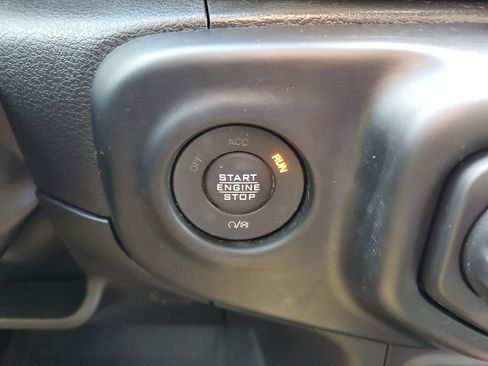 ACC
OFF
RUN
START
ENGINE
STOP